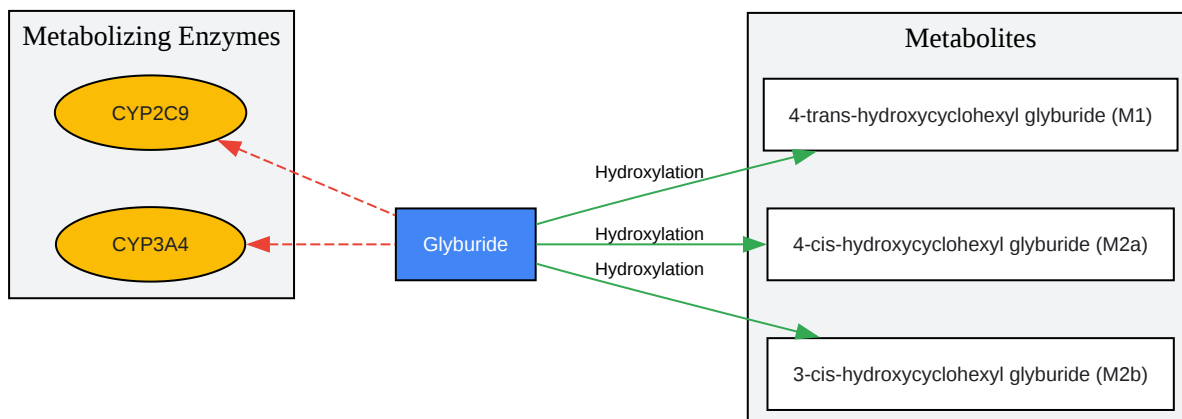 Metabolizing Enzymes
CYP2C9
CYP3A4
Glyburide
Hydroxylation
Hydroxylation
Hydroxylation
Metabolites
4-trans-hydroxycyclohexyl glyburide (M1)
4-cis-hydroxycyclohexyl glyburide (M2a)
3-cis-hydroxycyclohexyl glyburide (M2b)